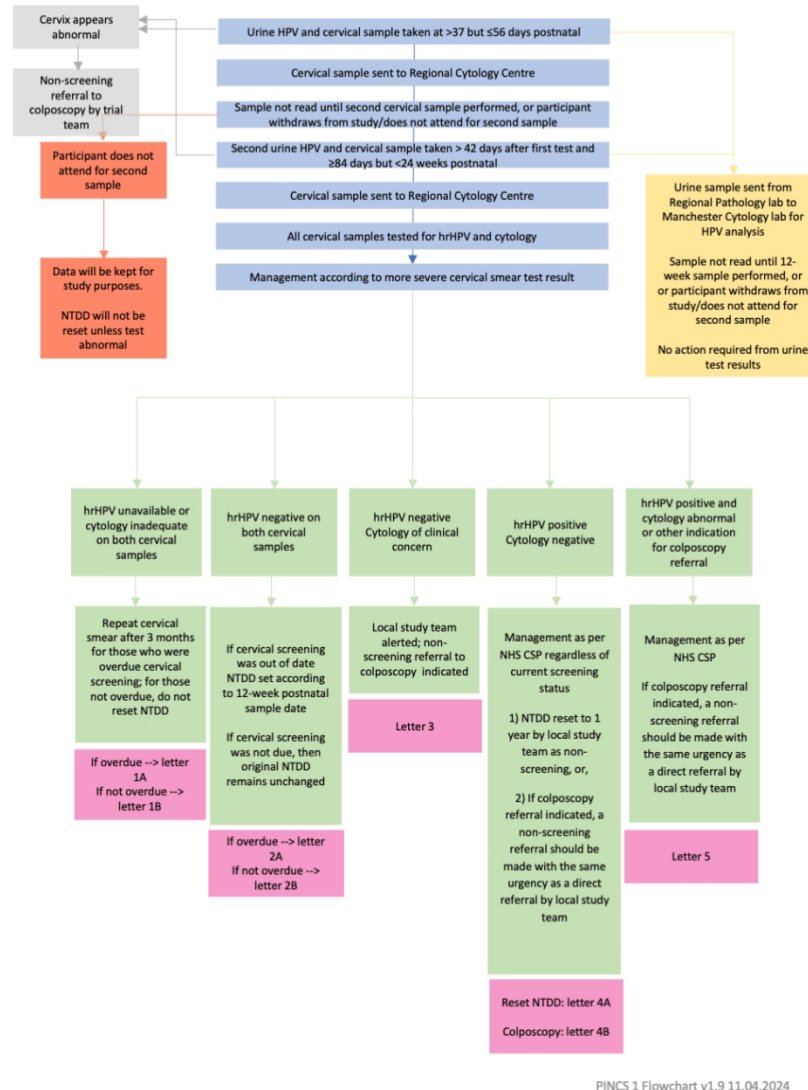 Cervix appears
abnormal
Urine HPV and cervical sample taken at >37 but ≤56 days postnatal
Cervical sample sent to Regional Cytology Centre
Non-screening
referral to
colposcopy by trial
team
Sample not read until second cervical sample performed, or participant
withdraws from study/does not attend for second sample
Participant does not
attend for second
sample
Second urine HPV and cervical sample taken > 42 days after first test and
≥84 days but <24 weeks postnatal
Cervical sample sent to Regional Cytology Centre
All cervical samples tested for hrHPV and cytology
Management according to more severe cervical smear test result
Data will be kept for
study purposes.
NTDD will not be
reset unless test
abnormal
Urine sample sent from
Regional Pathology lab to
Manchester Cytology lab for
HPV analysis
Sample not read until 12-
week sample performed, or
or participant withdraws from
study/does not attend for
second sample
No action required from urine
test results
hrHPV unavailable or
cytology inadequate
on both cervical
samples
hrHPV negative on
both cervical
samples
hrHPV negative
Cytology of clinical
concern
hrHPV positive
Cytology negative
hrHPV positive and
cytology abnormal
or other indication
for colposcopy
referral
Repeat cervical
smear after 3 months
for those who were
overdue cervical
screening; for those
not overdue, do not
reset NTDD
If overdue --> letter
1A
If not overdue -->
letter 1B
If cervical screening
was out of date
NTDD set according
to 12-week postnatal
sample date
If cervical screening
was not due, then
original NTDD
remains unchanged
If overdue --> letter
2A
If not overdue -->
letter 2B
Local study team
alerted; non-
screening referral to
colposcopy indicated
Letter 3
Management as per
NHS CSP regardless of
current screening
status
1) NTDD reset to 1
year by local study
team as non-
screening, or,
2) If colposcopy
referral indicated, a
non-screening
referral should be
made with the same
urgency as a direct
referral by local study
team
Reset NTDD: letter 4A
Colposcopy: letter 4B
Management as per
NHS CSP
If colposcopy referral
indicated, a non-
screening referral
should be made with
the same urgency as
a direct referral by
local study team
Letter 5
PINCS 1 Flowchart v1.9 11.04.2024